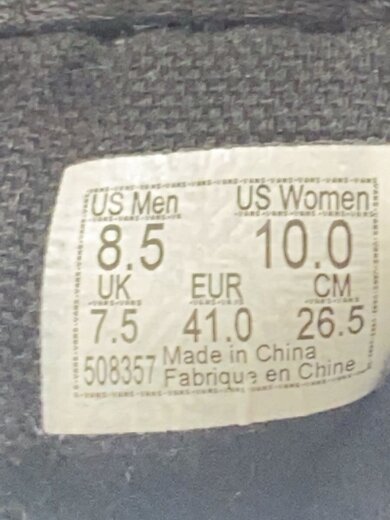 US Men US Women
8.5 10.0
UK EUR CM
7.5 41.0 26.5
508357 Made in China
Fabrique en Chine